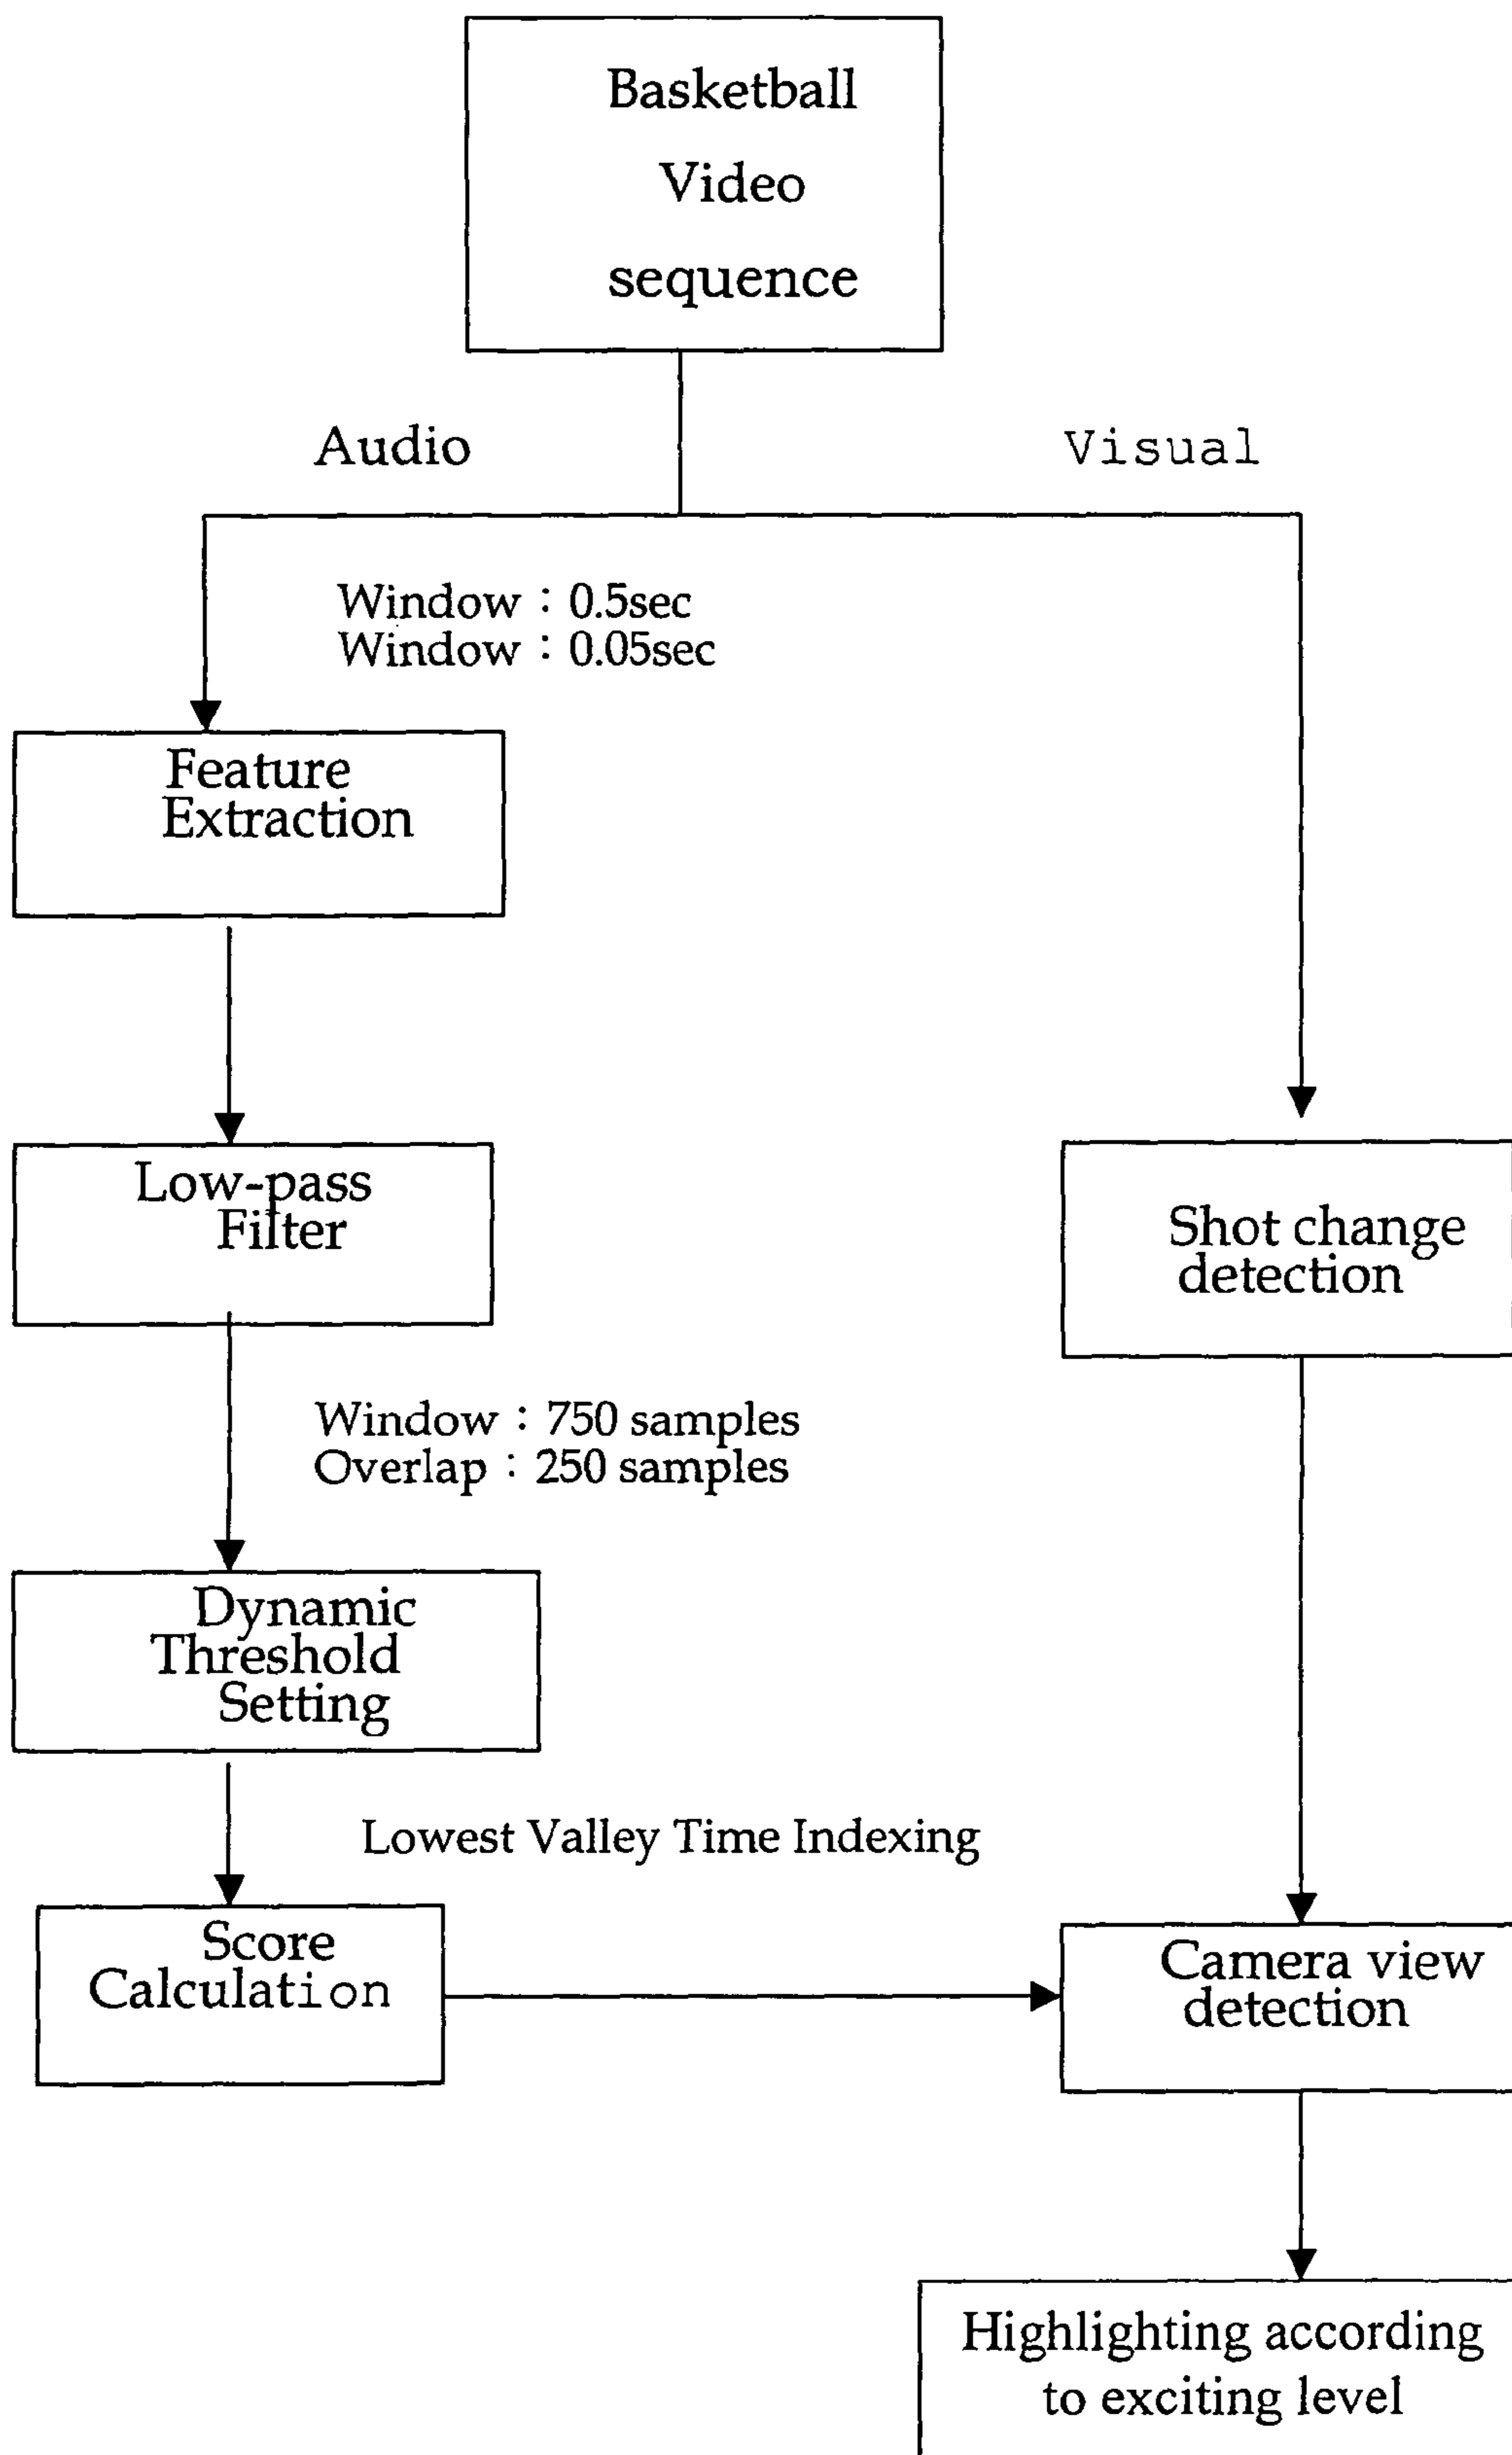 Basketball
Video
sequence
Audio
Visual
Window : 0.5sec
Window : 0.05sec
Feature
Extraction
Low-pass
Filter
Shot change
detection
Window : 750 samples
Overlap : 250 samples
Dynamic
Threshold
Setting
Lowest Valley Time Indexing
Score
Calculation
Camera view
detection
Highlighting according
to exciting level